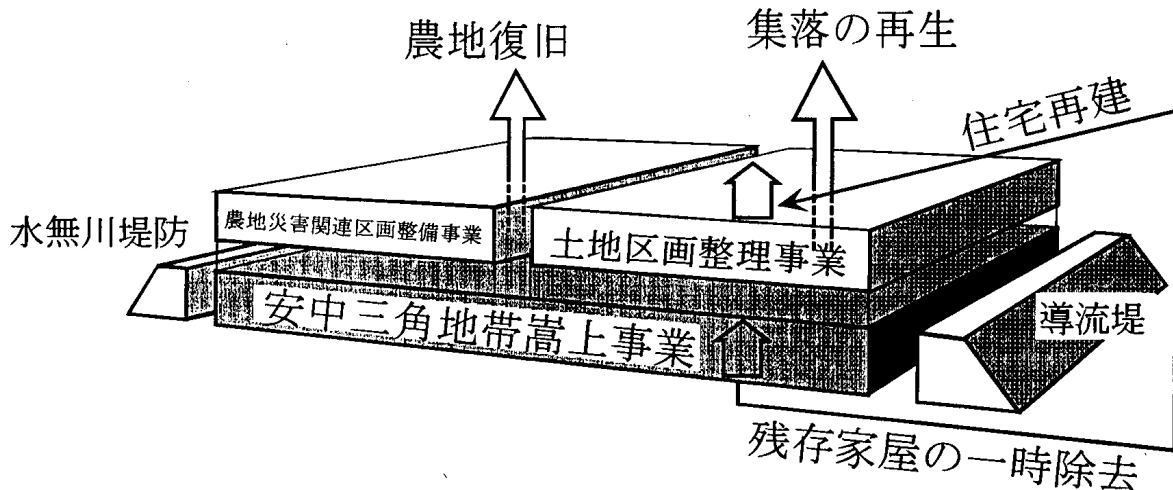 農地復旧
集落の再生
住宅再建
水無川堤防
農地災害関連区画整備事業
土地区画整理事業
安中三角地帯嵩上事業
導流堤
残存家屋の一時除去